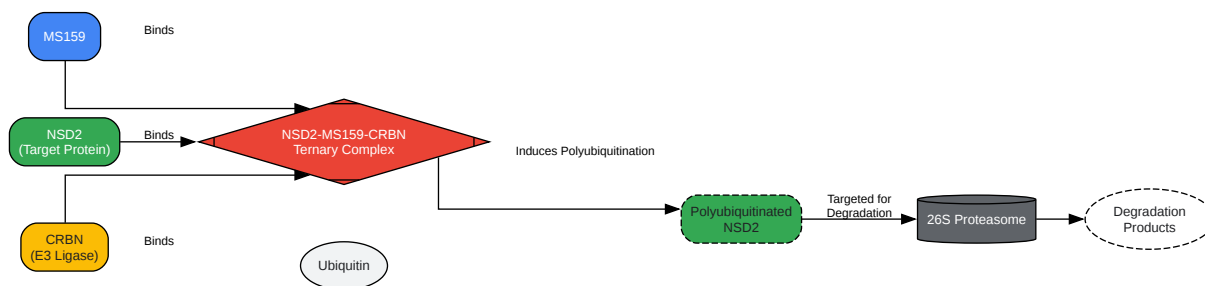 MS159
Binds
NSD2
(Target Protein)
Binds
NSD2-MS159-CRBN
Ternary Complex
Induces Polyubiquitination
CRBN
(E3 Ligase)
Binds
Ubiquitin
Polyubiquitinated
NSD2
Targeted for
Degradation
26S Proteasome
Degradation
Products